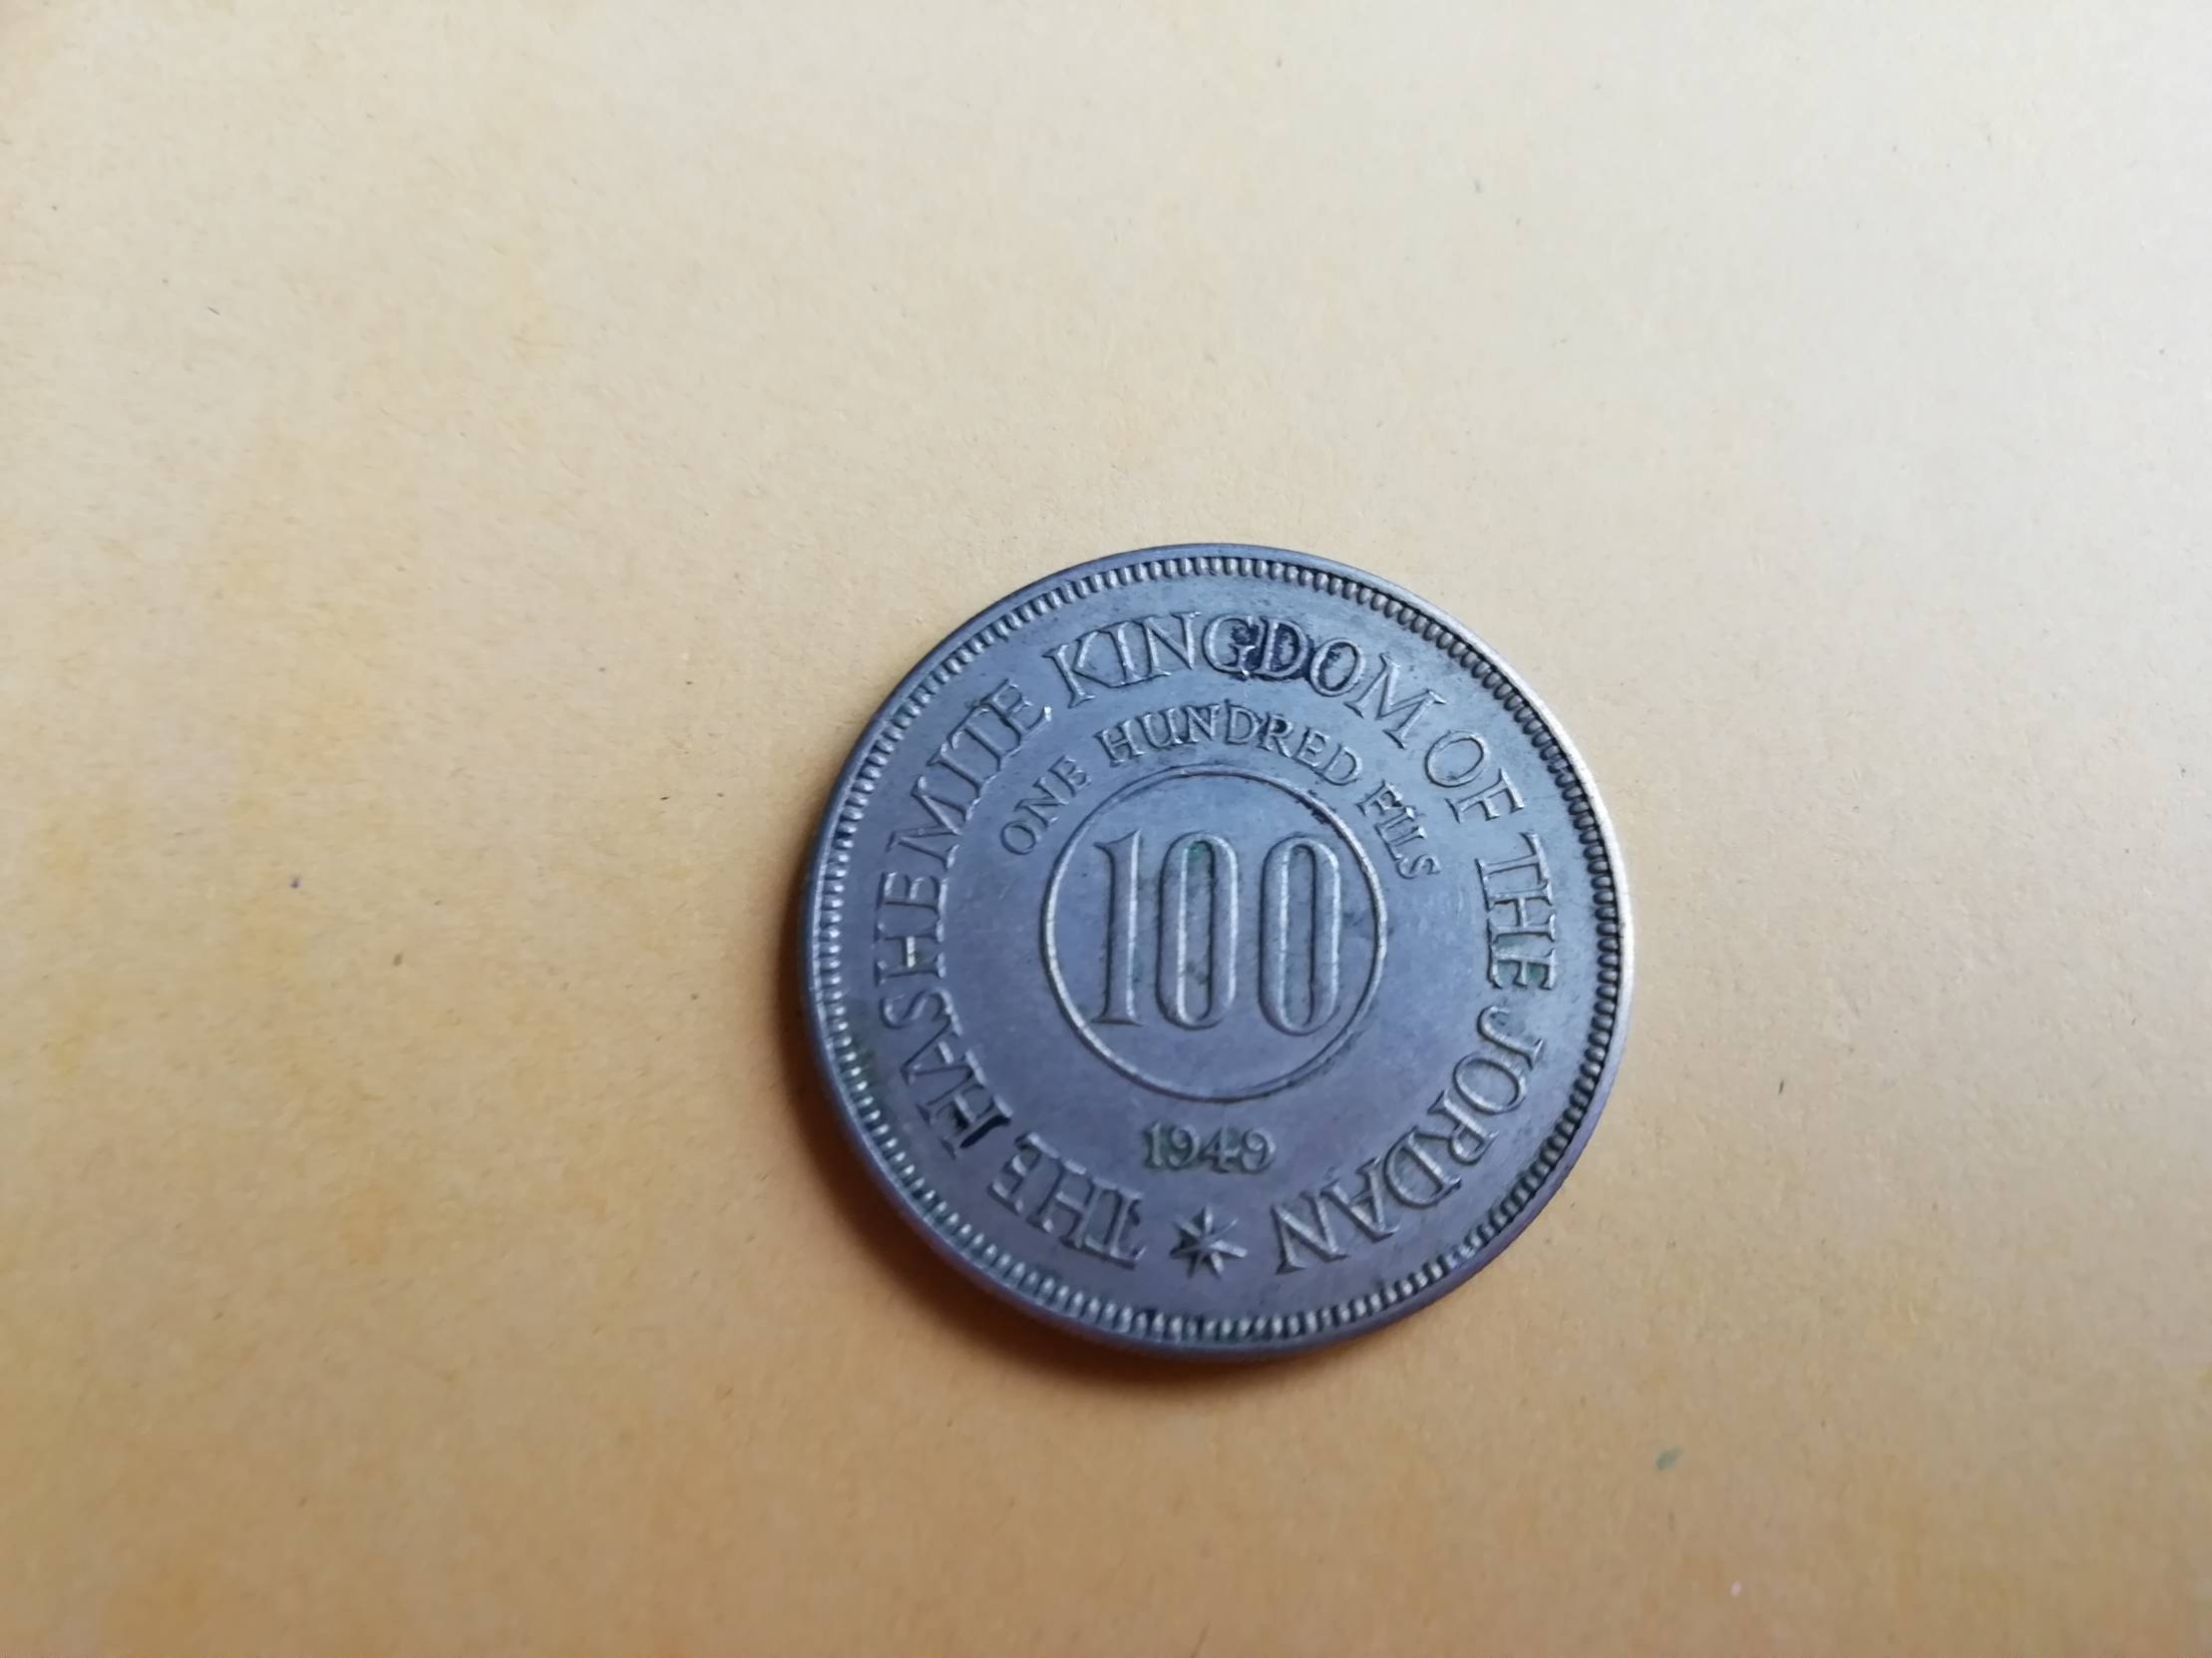 THE HASHEMITE KINGDOM OF THE JORDAN
ONE HUNDRED FILS
100
1949